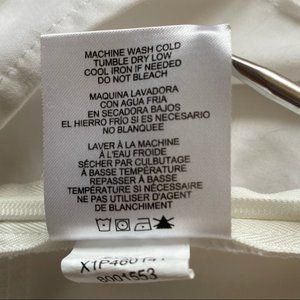 MACHINE WASH COLD
TUMBLE DRY LOW
COOL IRON IF NEEDED
DO NOT BLEACH
MAQUINA LAVADORA
CON AGUA FRIA
EN SECADORA BAJOS
EL HIERRO FRÍO SI ES NECESARIO
NO BLANQUEE
LAVER À LA MACHINE
À L'EAU FROIDE
SÉCHER PAR CULBUTAGE
À BASSE TEMPÉRATURE
REPASSER À BASSE
TEMPÉRATURE SI NÉCESSAIRE
NE PAS UTILISER D'AGENT
DE BLANCHIMENT
8001553